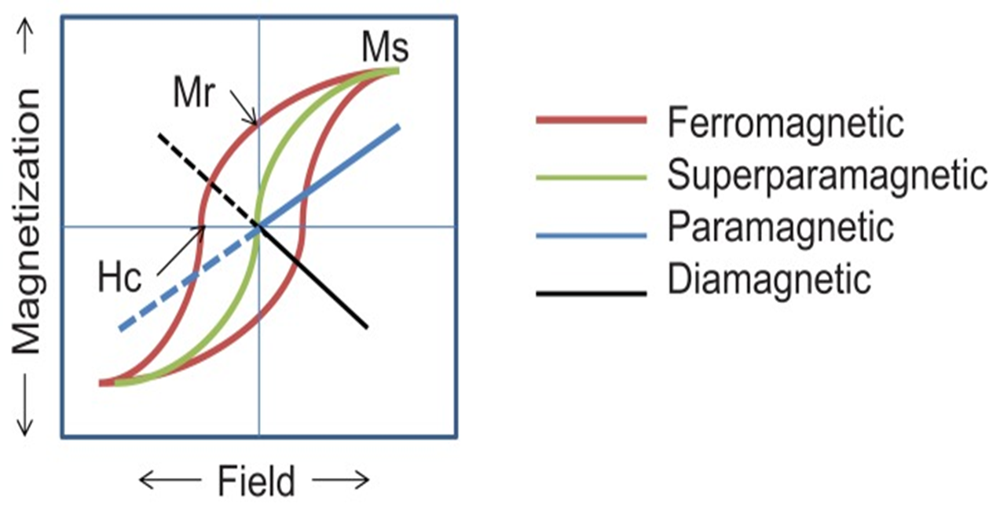 Ms
Mr
Hc
Magnetization
Field
Ferromagnetic
Superparamagnetic
Paramagnetic
Diamagnetic